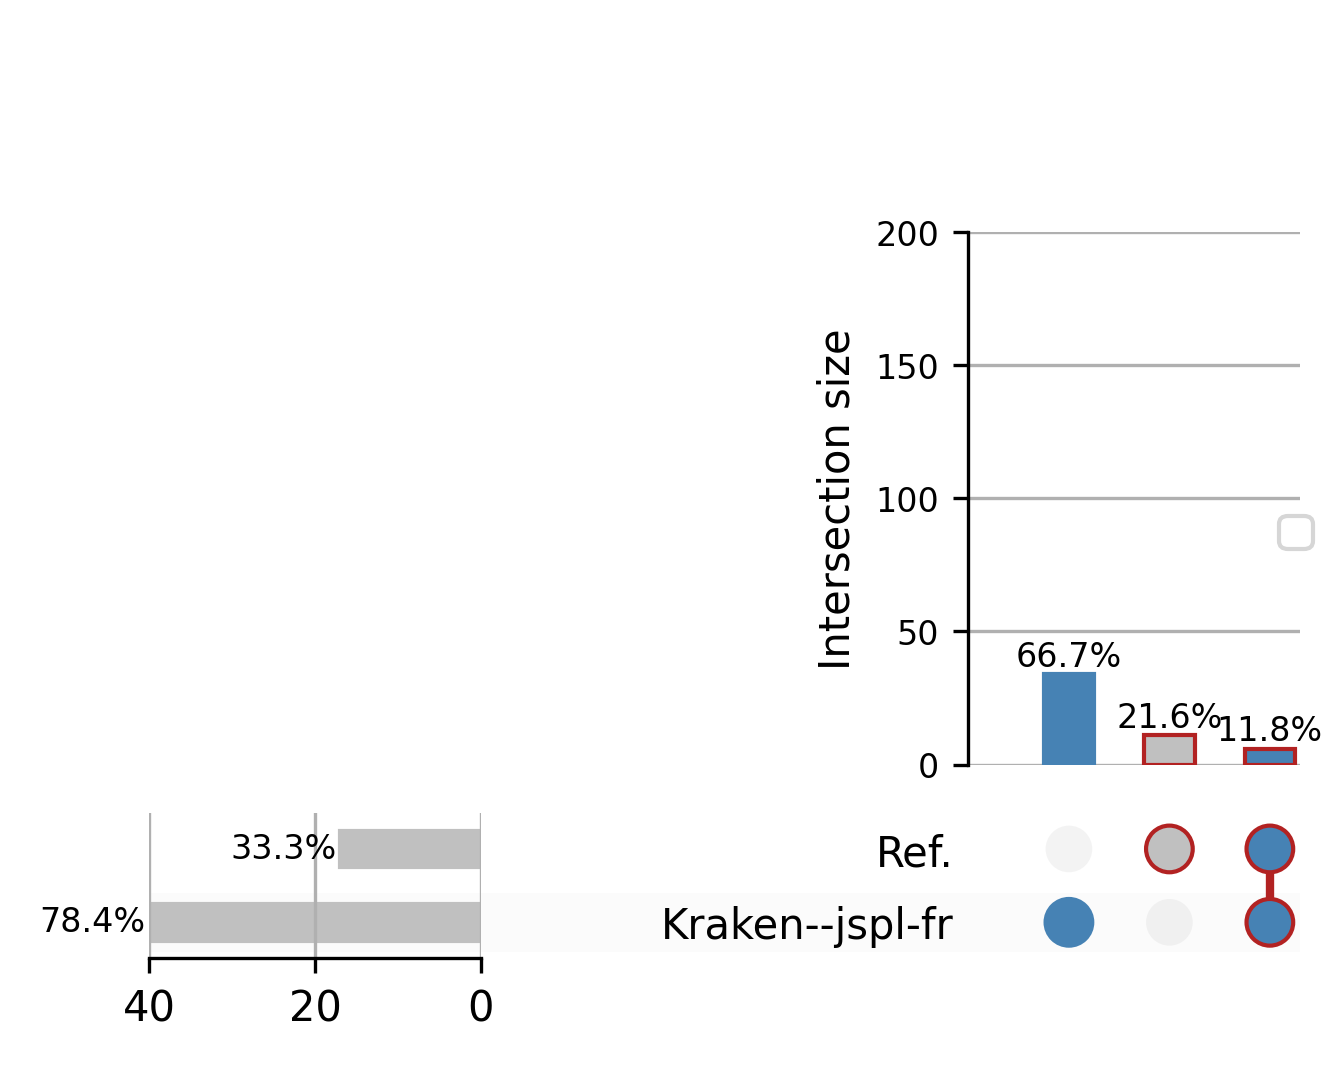 200
150
100
50
0
Intersection size
66.7%
21.6%
11.8%
33.3%
78.4%
Ref.
Kraken--jspl-fr
40 20 0